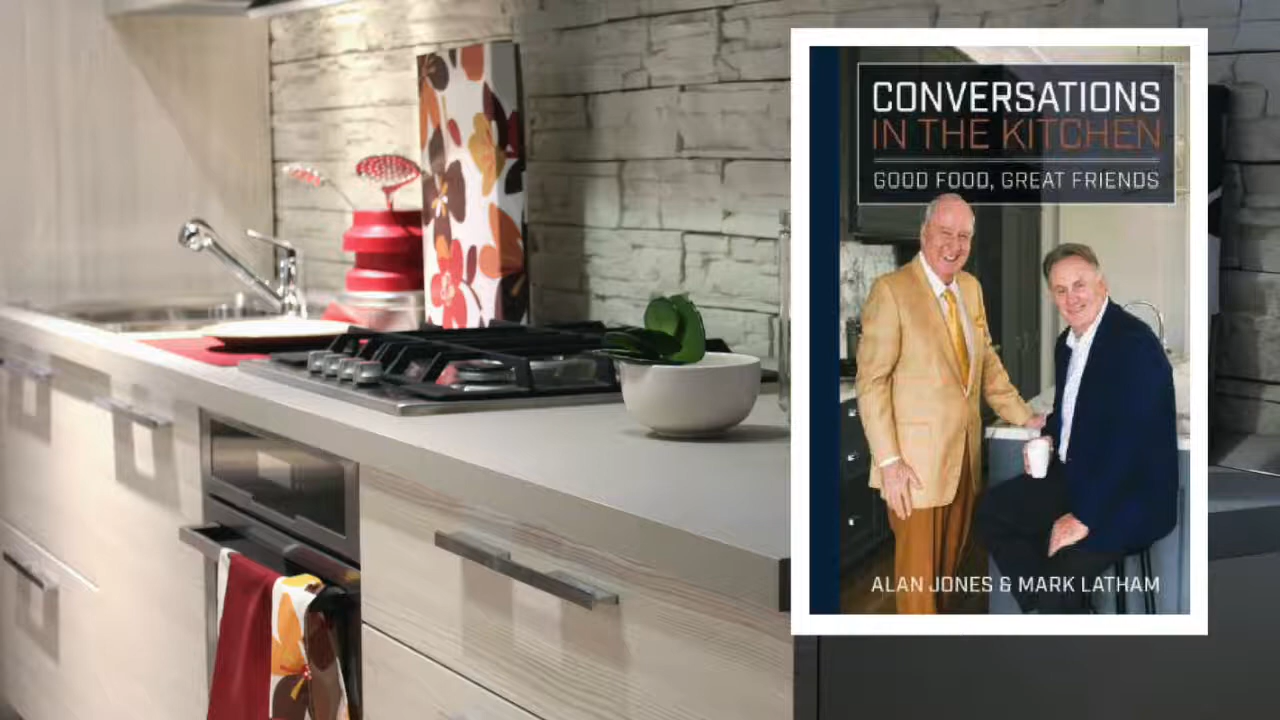 CONVERSATIONS
IN THE KITCHEN
GOOD FOOD, GREAT FRIENDS
ALAN JONES & MARK LATHAM